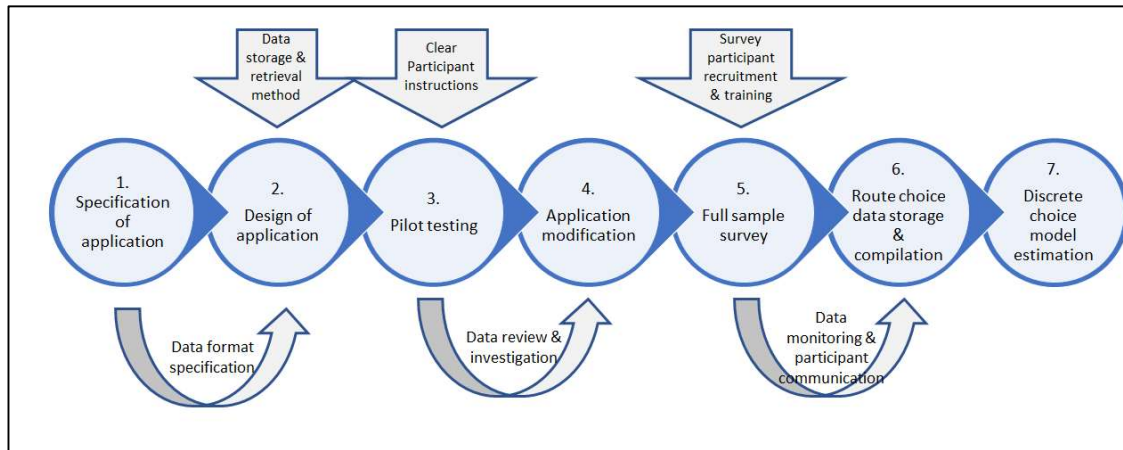 Data
storage &
retrieval
method
Clear
Participant
instructions
Survey
participant
recruitment
& training
1.
Specification
of
application
2.
Design of
application
3.
Pilot testing
4.
Application
modification
5.
Full sample
survey
6.
Route choice
data storage
&
compilation
7.
Discrete
choice
model
estimation
Data format
specification
Data review &
investigation
Data
monitoring &
participant
communication